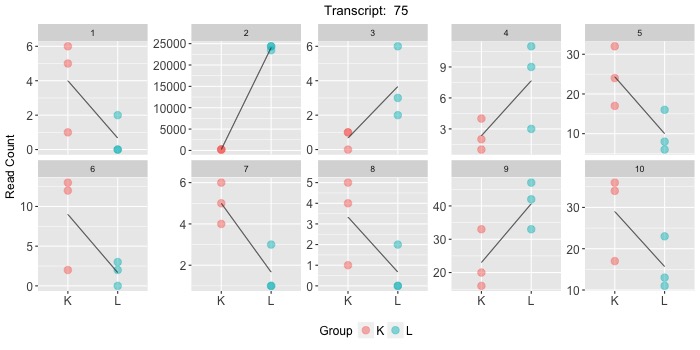 Transcript: 75
1 2 3 4 5
6 25000 6 9 30
4 20000 4 6 20
2 15000 2 3 10
0 10000 0
5000
0
Read Count
6 7 8 9 10
10 6 5 40 30
5 4 4 30 20
0 2 3 20 10
2
1
0
K L K L K L K L K L
Group K L